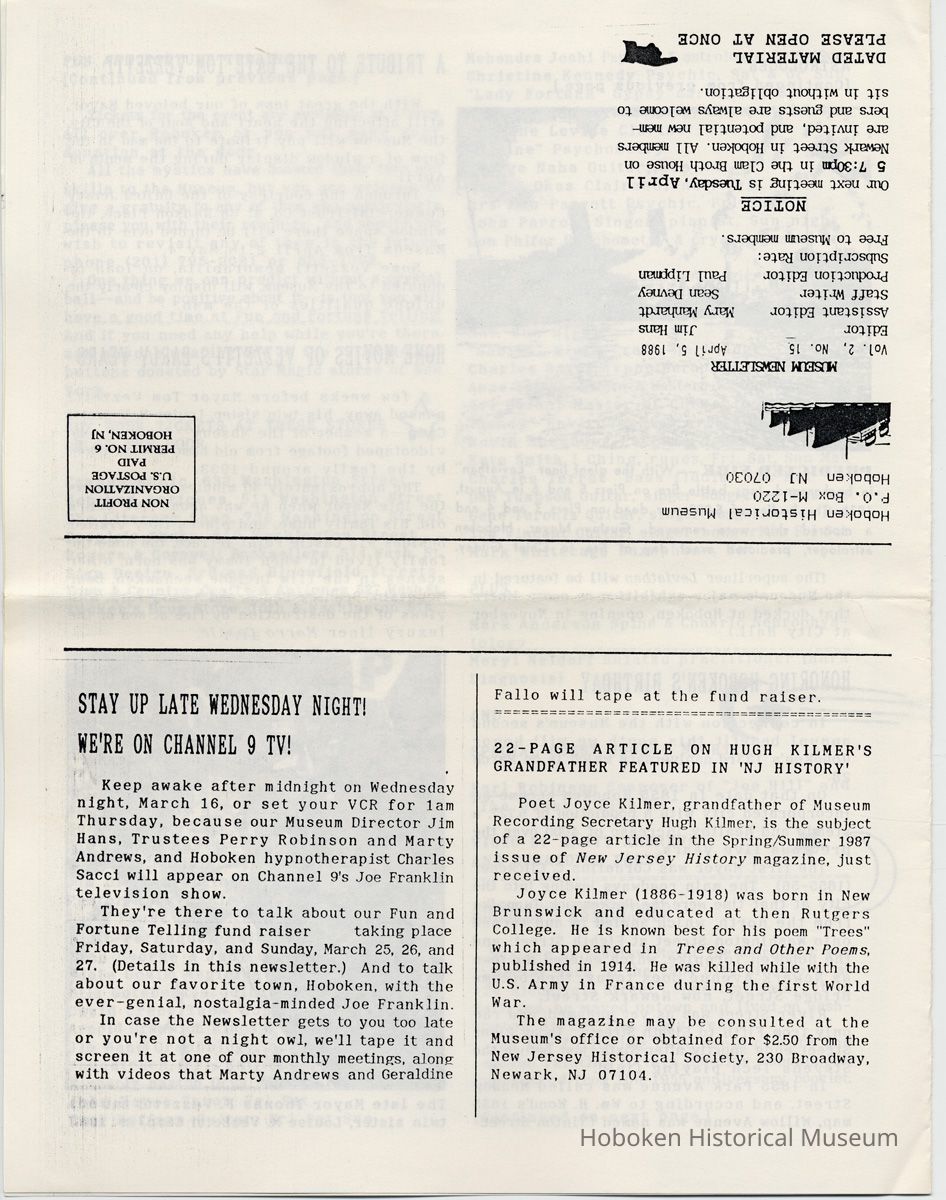 Hoboken Historical Museum
P.O. Box M-1220
Hoboken NJ 07030
NON PROFIT
ORGANIZATION
U.S. POSTAGE
PAID
PERMIT NO. 6
HOBOKEN, NJ
MUSEUM NEWSLETTER
Vol. 2, No. 15 April 5, 1988
Editor Jim Hans
Assistant Editor Mary Manhardt
Staff Writer Sean Devney
Production Editor Paul Lippman
Subscription Rate:
Free to Museum members.
NOTICE
Our next meeting is Tuesday, April
5 7:30pm in the Clam Broth House on
Newark Street in Hoboken. All members
are invited, and potential new mem-
bers and guests are always welcome to
sit in without obligation.
DATED MATERIAL
PLEASE OPEN AT ONCE
STAY UP LATE WEDNESDAY NIGHT!
WE'RE ON CHANNEL 9 TV!
Keep awake after midnight on Wednesday
night, March 16, or set your VCR for 1am
Thursday, because our Museum Director Jim
Hans, Trustees Perry Robinson and Marty
Andrews, and Hoboken hypnotherapist Charles
Sacci will appear on Channel 9's Joe Franklin
television show.
They're there to talk about our Fun and
Fortune Telling fund raiser taking place
Friday, Saturday, and Sunday, March 25, 26, and
27. (Details in this newsletter.) And to talk
about our favorite town, Hoboken, with the
ever-genial, nostalgia-minded Joe Franklin.
In case the Newsletter gets to you too late
or you're not a night owl, we'll tape it and
screen it at one of our monthly meetings, along
with videos that Marty Andrews and Geraldine
Fallo will tape at the fund raiser.
==============================================
22-PAGE ARTICLE ON HUGH KILMER'S
GRANDFATHER FEATURED IN 'NJ HISTORY'
Poet Joyce Kilmer, grandfather of Museum
Recording Secretary Hugh Kilmer, is the subject
of a 22-page article in the Spring/Summer 1987
issue of New Jersey History magazine, just
received.
Joyce Kilmer (1886-1918) was born in New
Brunswick and educated at then Rutgers
College. He is known best for his poem "Trees"
which appeared in Trees and Other Poems,
published in 1914. He was killed while with the
U.S. Army in France during the first World
War.
The magazine may be consulted at the
Museum's office or obtained for $2.50 from the
New Jersey Historical Society, 230 Broadway,
Newark, NJ 07104.
Hoboken Historical Museum